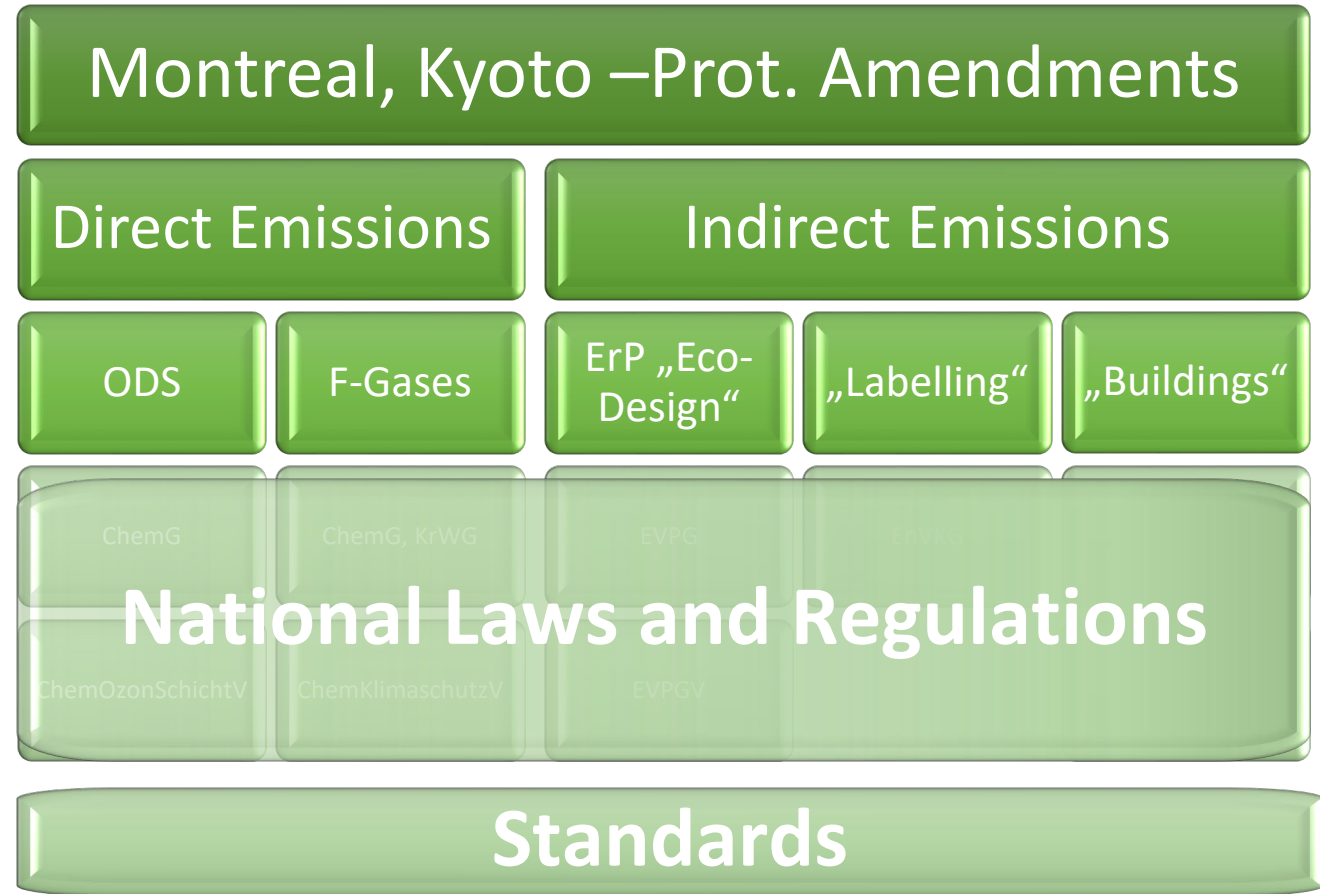 Montreal, Kyoto –Prot. Amendments
Direct Emissions
Indirect Emissions
ODS
F-Gases
ErP „Eco-
Design“
„Labelling“
„Buildings“
ChemG
ChemG, KrWG
EVPG
EnVKG
National Laws and Regulations
ChemOzonSchichtV
ChemKlimaschutzV
EVPGV
Standards